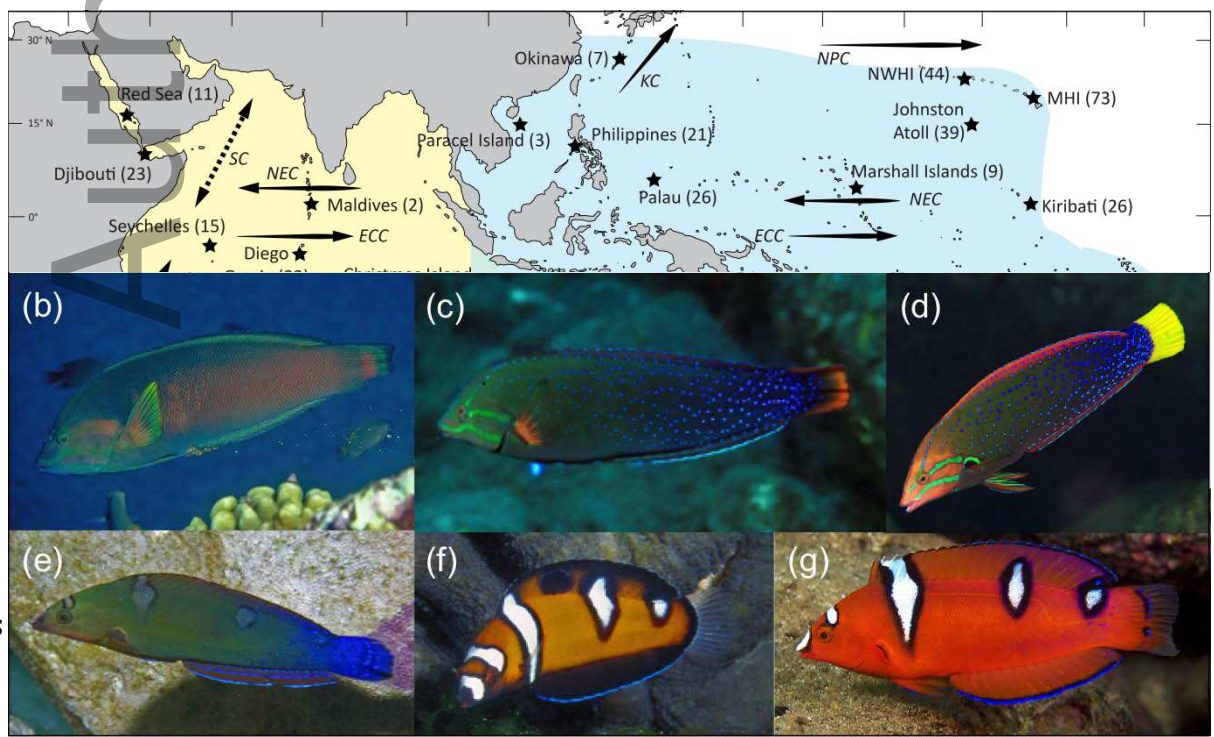 30° N
15° N
0°
Red Sea (11)
Djibouti (23)
SC
NEC
Maldives (2)
Seychelles (15)
ECC
Diego
Okinawa (7)
KC
Paracel Island (3)
Philippines (21)
Palau (26)
NPC
NWHI (44)
MHI (73)
Johnston
Atoll (39)
Marshall Islands (9)
NEC
Kiribati (26)
ECC
Christmas Island
(b)
(c)
(d)
(e)
(f)
(g)